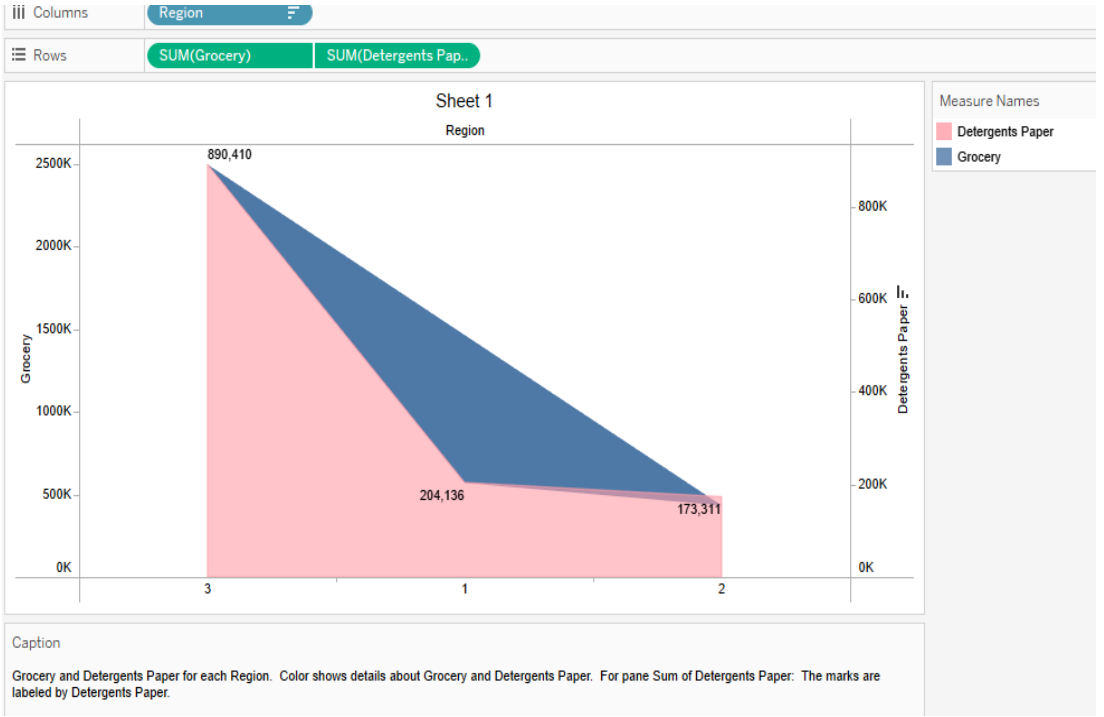 Columns
Region
Rows
SUM(Grocery)
SUM(Detergents Pap..
Sheet 1
Measure Names
Region
Detergents Paper
Grocery
890,410
2500K
800K
2000K
600K
1500K
Grocery
Detergents Paper
400K
1000K
500K
204,136
200K
173,311
0K
0K
3
1
2
Caption
Grocery and Detergents Paper for each Region. Color shows details about Grocery and Detergents Paper. For pane Sum of Detergents Paper: The marks are
labeled by Detergents Paper.